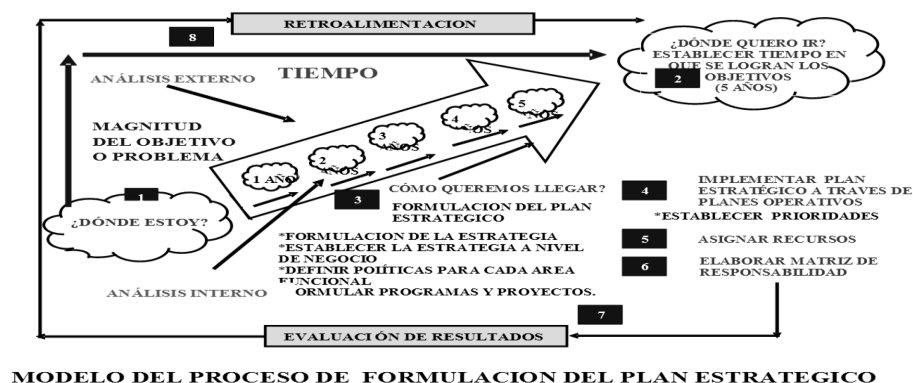 RETROALIMENTACION
8
¿DÓNDE QUIERO IR?
ESTABLECER TIEMPO EN
QUE SE LOGRAN LOS
2
OBJETIVOS
(5 AÑOS)
ANÁLISIS EXTERNO
TIEMPO
MAGNITUD
DEL OBJETIVO
O PROBLEMA
1 AÑO
2
AÑOS
3
AÑOS
4
AÑOS
5
AÑOS
1
¿DÓNDE ESTOY?
3
CÓMO QUEREMOS LLEGAR?
FORMULACION DEL PLAN
ESTRATEGICO
*FORMULACION DE LA ESTRATEGIA
*ESTABLECER LA ESTRATEGIA A NIVEL
DE NEGOCIO
*DEFINIR POLÍTICAS PARA CADA AREA
FUNCIONAL
ORMULAR PROGRAMAS Y PROYECTOS.
ANÁLISIS INTERNO
4
IMPLEMENTAR PLAN
ESTRATÉGICO A TRAVES DE
PLANES OPERATIVOS
*ESTABLECER PRIORIDADES
5
ASIGNAR RECURSOS
6
ELABORAR MATRIZ DE
RESPONSABILIDAD
7
EVALUACIÓN DE RESULTADOS
MODELO DEL PROCESO DE FORMULACION DEL PLAN ESTRATEGICO